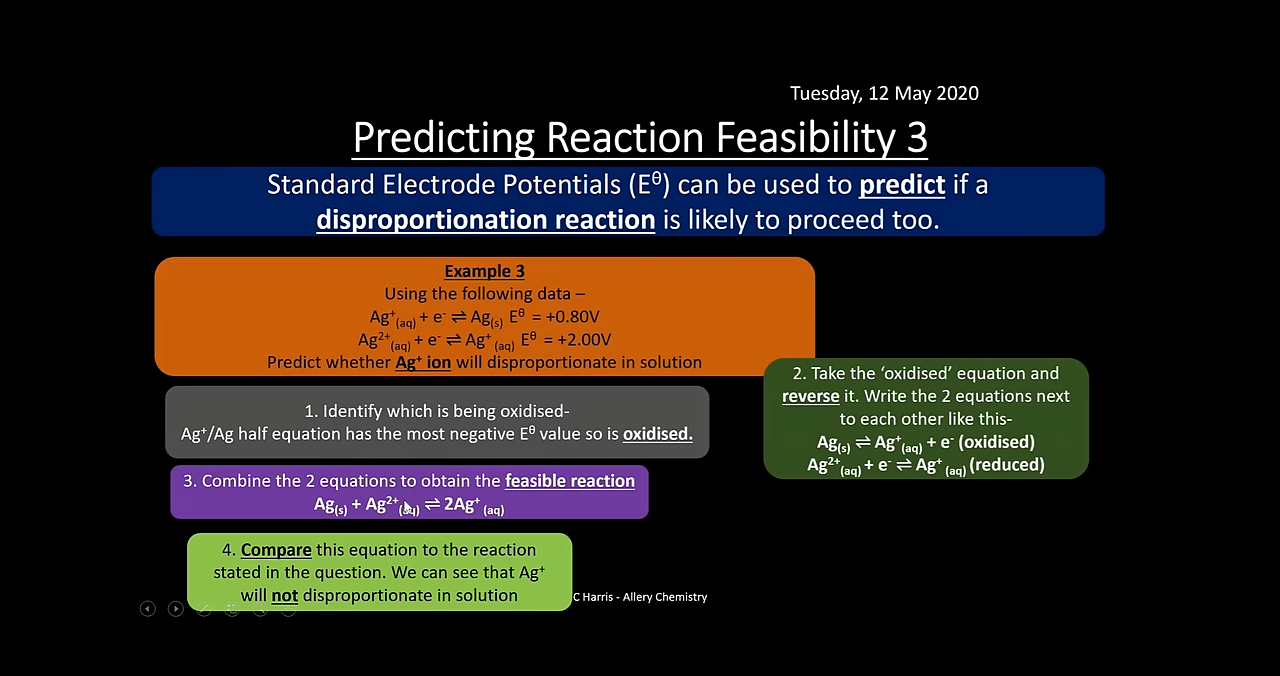 Tuesday, 12 May 2020
Predicting Reaction Feasibility 3
Standard Electrode Potentials (Eᶿ) can be used to predict if a
disproportionation reaction is likely to proceed too.
Example 3
Using the following data –
Ag⁺(aq) + e⁻ ⇌ Ag(s) Eᶿ = +0.80V
Ag²⁺(aq) + e⁻ ⇌ Ag⁺ (aq) Eᶿ = +2.00V
Predict whether Ag⁺ ion will disproportionate in solution
1. Identify which is being oxidised-
Ag⁺/Ag half equation has the most negative Eᶿ value so is oxidised.
2. Take the ‘oxidised’ equation and
reverse it. Write the 2 equations next
to each other like this-
Ag(s) ⇌ Ag⁺(aq) + e⁻ (oxidised)
Ag²⁺(aq) + e⁻ ⇌ Ag⁺ (aq) (reduced)
3. Combine the 2 equations to obtain the feasible reaction
Ag(s) + Ag²⁺(aq) ⇌ 2Ag⁺ (aq)
4. Compare this equation to the reaction
stated in the question. We can see that Ag⁺
will not disproportionate in solution
C Harris - Allery Chemistry